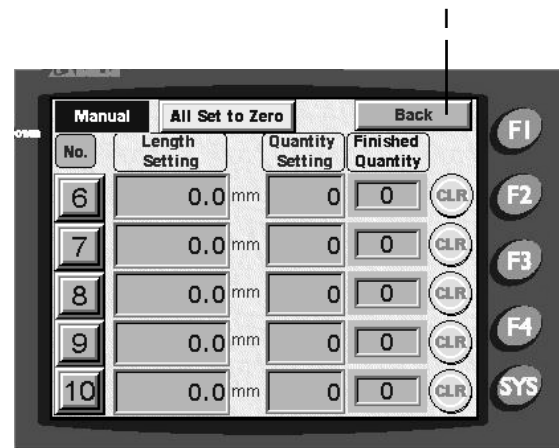 I
Manual All Set to Zero Back
No. Length Setting Quantity Setting Finished Quantity
6 0.0 mm 0 0 CLR
7 0.0 mm 0 0 CLR
8 0.0 mm 0 0 CLR
9 0.0 mm 0 0 CLR
10 0.0 mm 0 0 CLR
F1
F2
F3
F4
SYS